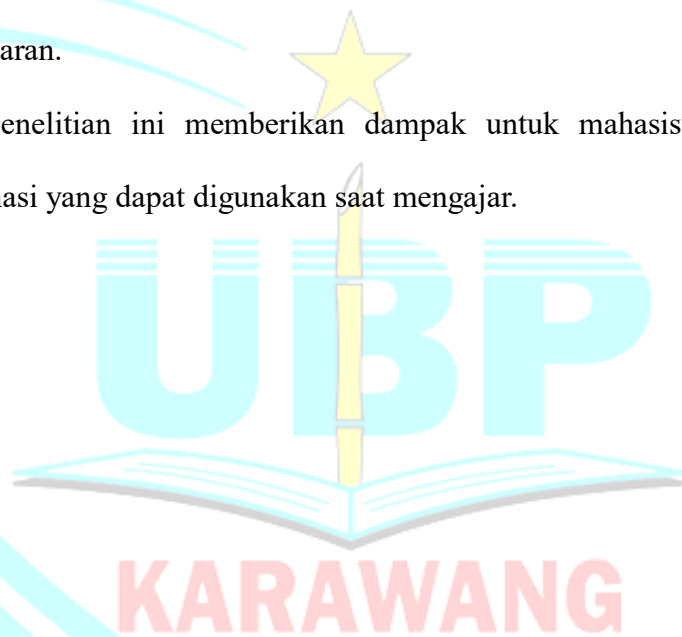 aran.
enelitian ini memberikan dampak untuk mahasis
asi yang dapat digunakan saat mengajar.
UBP
KARAWANG